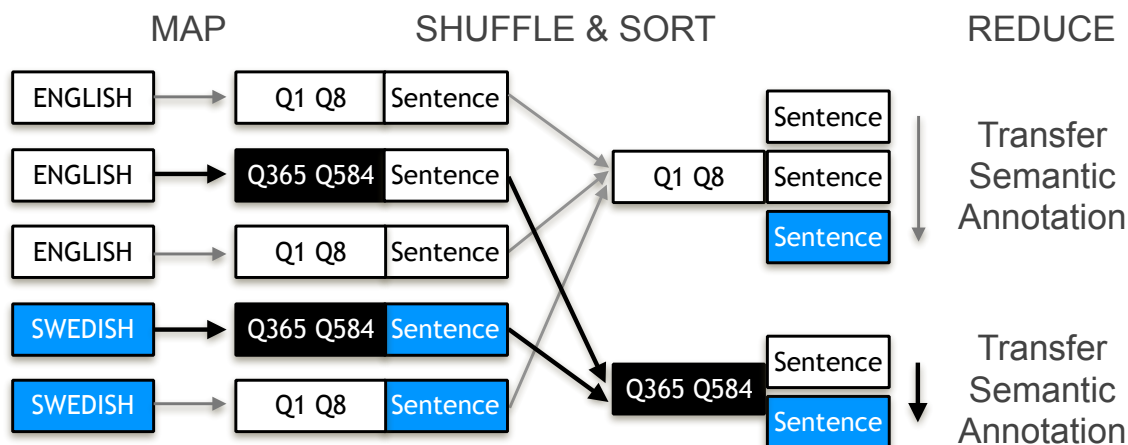 MAP
SHUFFLE & SORT
REDUCE
ENGLISH
Q1 Q8
Sentence
ENGLISH
Q365 Q584
Sentence
ENGLISH
Q1 Q8
Sentence
SWEDISH
Q365 Q584
Sentence
SWEDISH
Q1 Q8
Sentence
Sentence
Q1 Q8
Sentence
Sentence
Transfer
Semantic
Annotation
Sentence
Q365 Q584
Sentence
Transfer
Semantic
Annotation